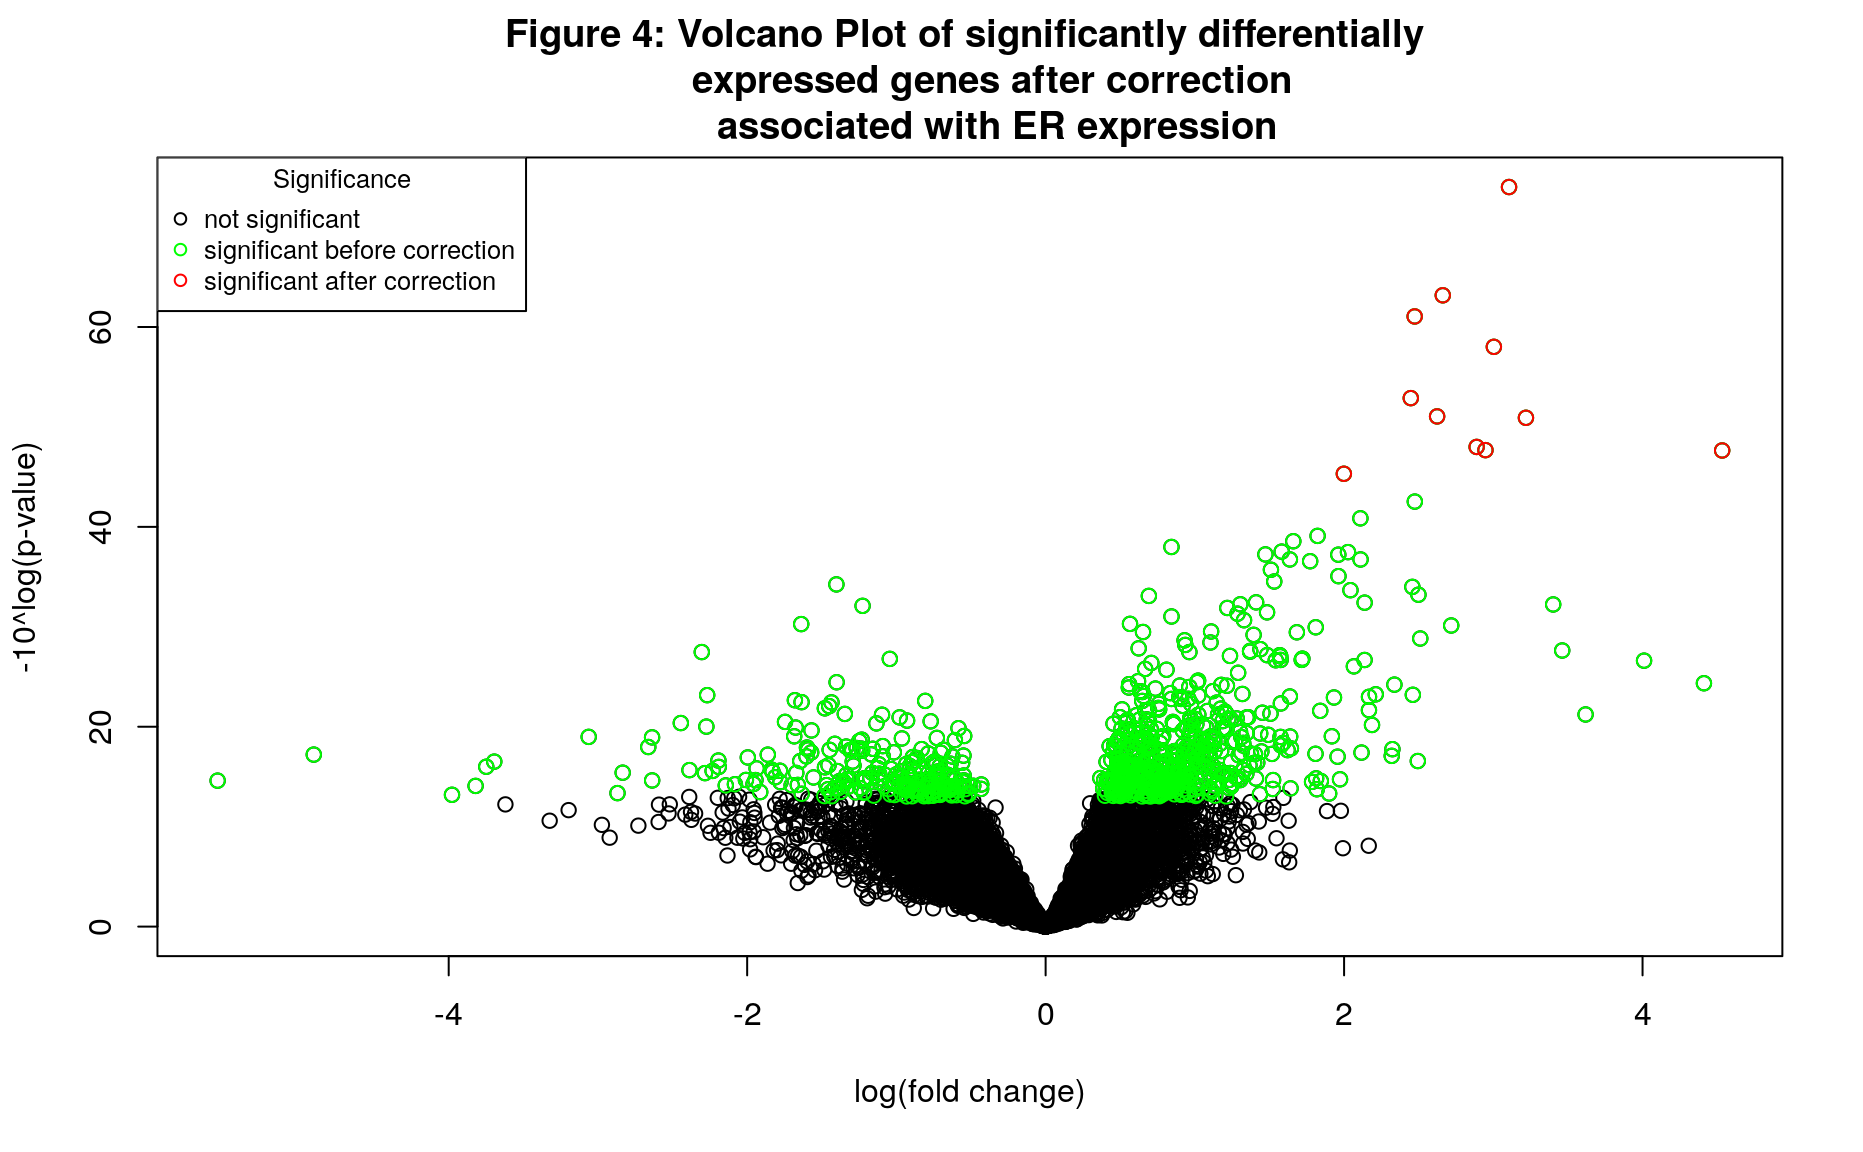 Figure 4: Volcano Plot of significantly differentially
expressed genes after correction
associated with ER expression
Significance
not significant
significant before correction
significant after correction
-10^log(p-value)
60
40
20
0
-4
-2
0
2
4
log(fold change)